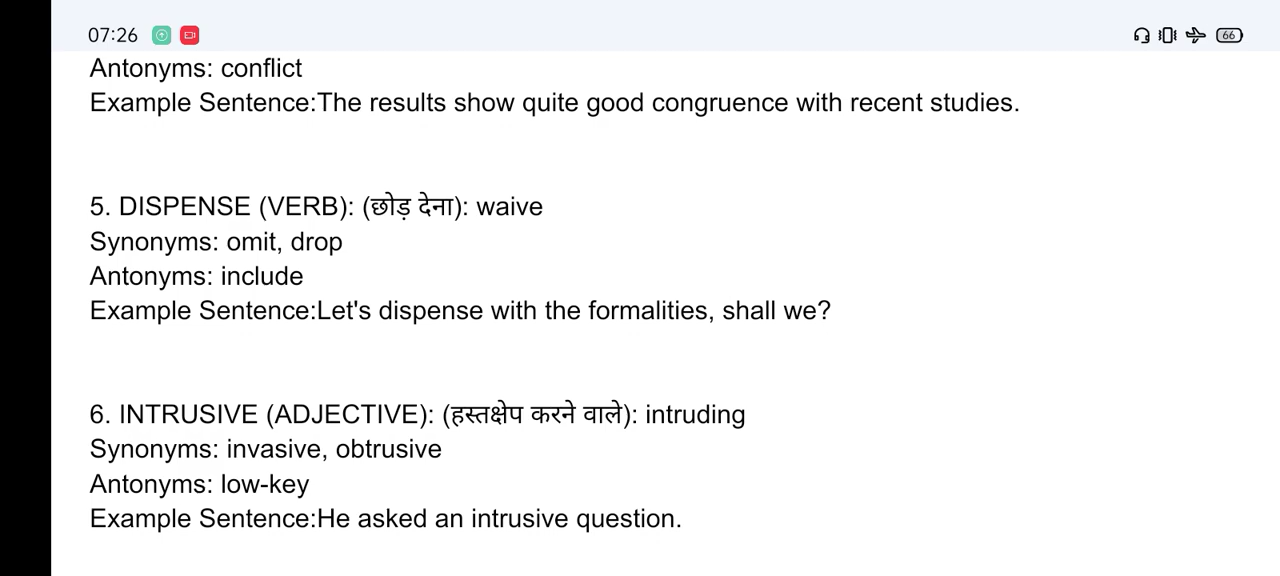 07:26
66
Antonyms: conflict
Example Sentence:The results show quite good congruence with recent studies.
5. DISPENSE (VERB): (छोड़ देना): waive
Synonyms: omit, drop
Antonyms: include
Example Sentence:Let's dispense with the formalities, shall we?
6. INTRUSIVE (ADJECTIVE): (हस्तक्षेप करने वाले): intruding
Synonyms: invasive, obtrusive
Antonyms: low-key
Example Sentence:He asked an intrusive question.